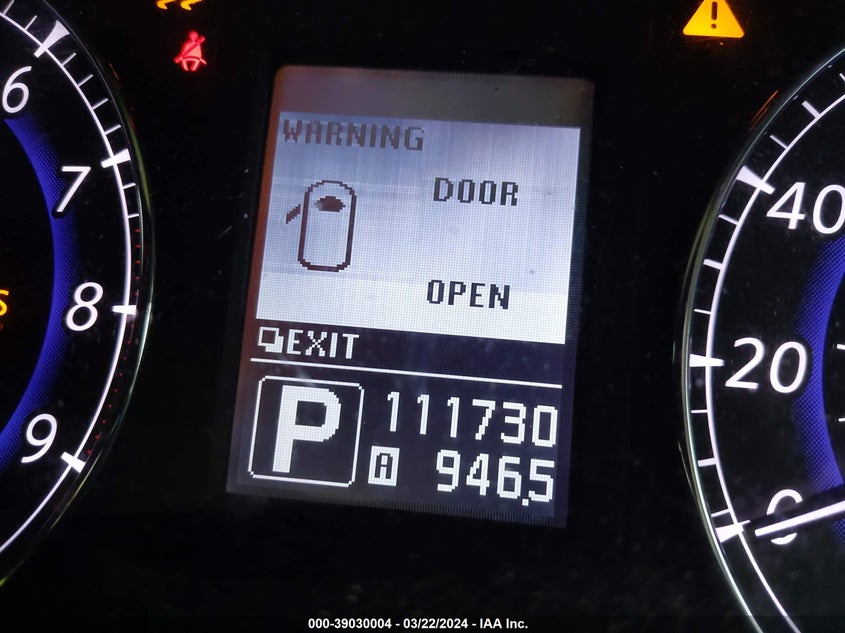 WARNING
DOOR
OPEN
EXIT
P
111730
A 946.5
6
7
8
9
S
40
20
0
000-39030004 - 03/22/2024 - IAA Inc.